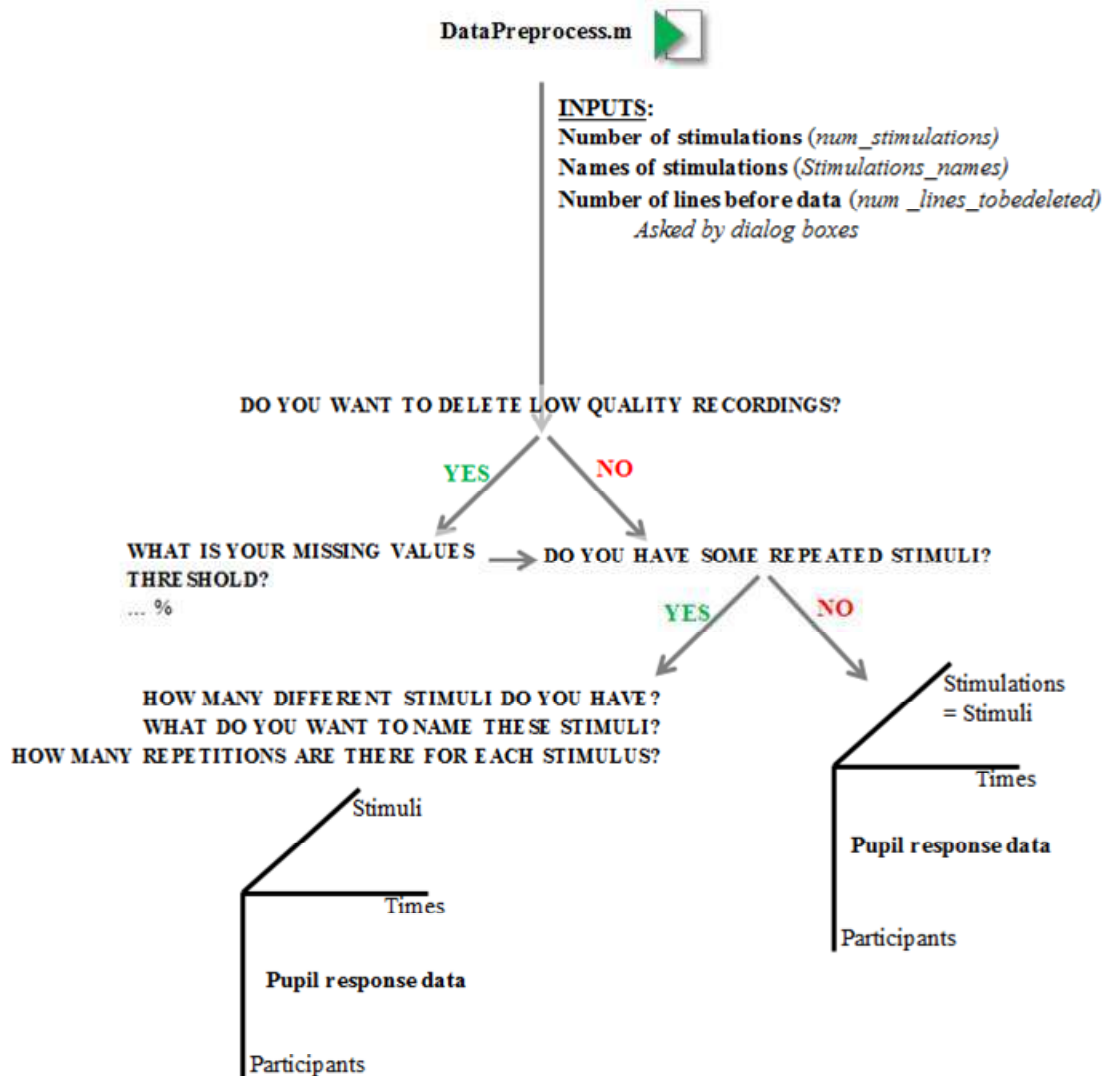 DataPreprocess.m
INPUTS:
Number of stimulations (num_stimulations)
Names of stimulations (Stimulations_names)
Number of lines before data (num _lines_tobedeleted)
Asked by dialog boxes
DO YOU WANT TO DELETE LOW QUALITY RECORDINGS?
YES
NO
WHAT IS YOUR MISSING VALUES
THRESHOLD?
... %
DO YOU HAVE SOME REPEATED STIMULI?
YES
NO
HOW MANY DIFFERENT STIMULI DO YOU HAVE?
WHAT DO YOU WANT TO NAME THESE STIMULI?
HOW MANY REPETITIONS ARE THERE FOR EACH STIMULUS?
Stimuli
Times
Pupil response data
Participants
Stimulations
= Stimuli
Times
Pupil response data
Participants